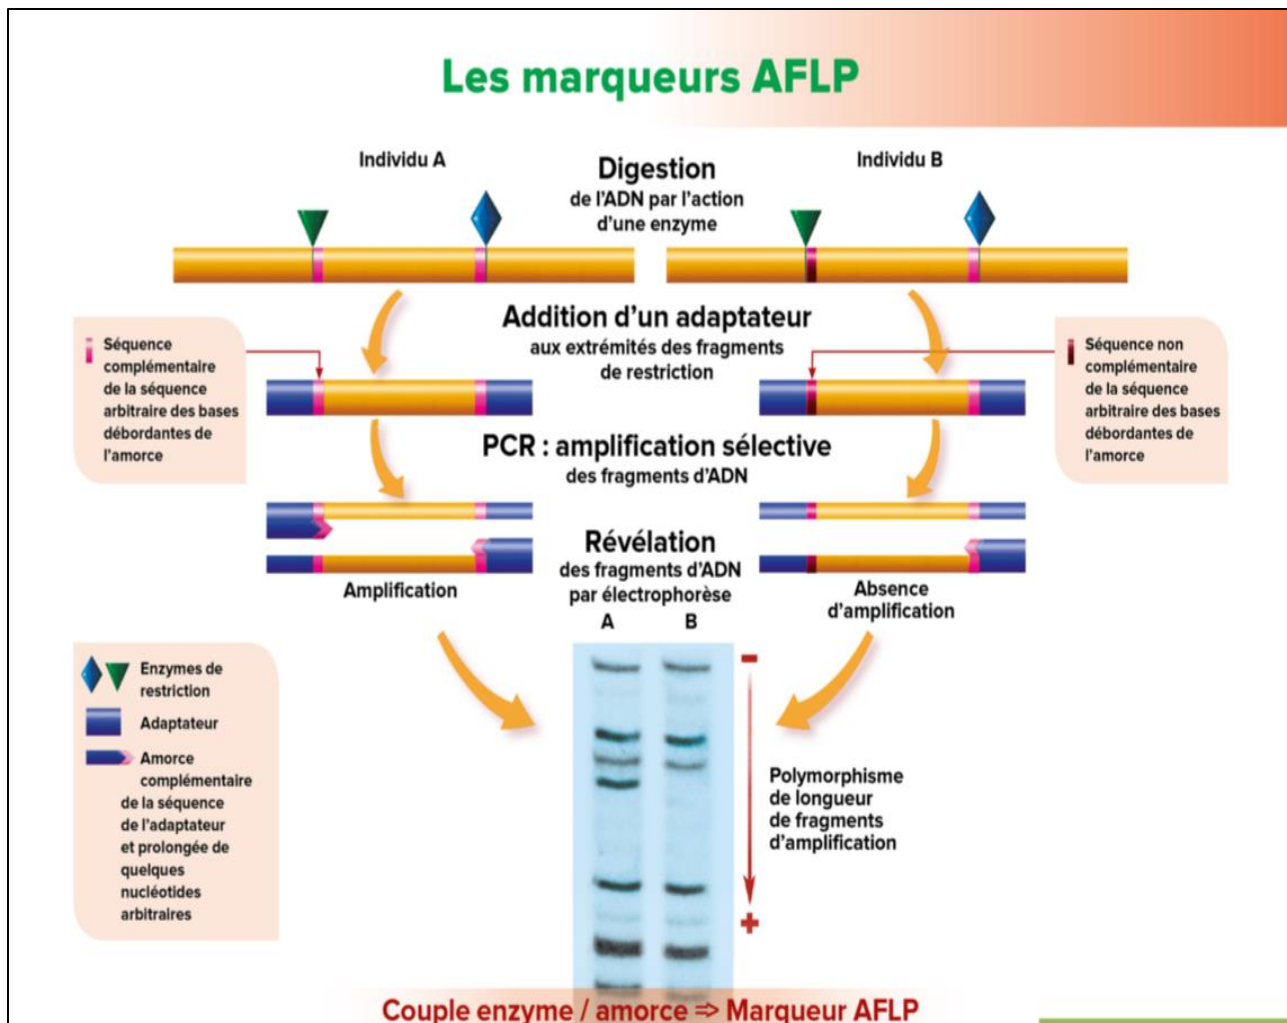 Les marqueurs AFLP
Individu A
Digestion
de l'ADN par l'action
d'une enzyme
Individu B
Addition d'un adaptateur
aux extrémités des fragments
de restriction
Séquence
complémentaire
de la séquence
arbitraire des bases
débordantes de
l'amorce
Séquence non
complémentaire
de la séquence
arbitraire des bases
débordantes de
l'amorce
PCR : amplification sélective
des fragments d'ADN
Révélation
des fragments d'ADN
par électrophorèse
Amplification
Absence
d'amplification
A B
-
+
Enzymes de
restriction
Adaptateur
Amorce
complémentaire
de la séquence
de l'adaptateur
et prolongée de
quelques
nucléotides
arbitraires
Polymorphisme
de longueur
de fragments
d'amplification
Couple enzyme / amorce ⇒ Marqueur AFLP